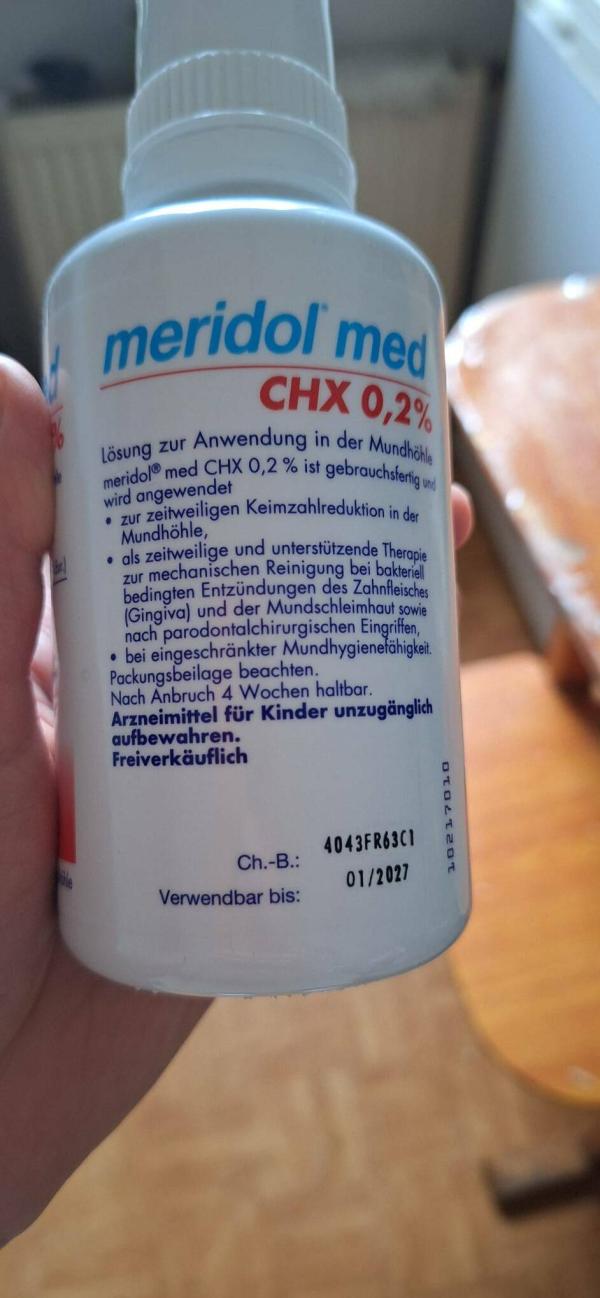 meridol® med
CHX 0,2%
Lösung zur Anwendung in der Mundhöhle
meridol® med CHX 0,2 % ist gebrauchsfertig und
wird angewendet
• zur zeitweiligen Keimzahlreduktion in der
Mundhöhle,
• als zeitweilige und unterstützende Therapie
zur mechanischen Reinigung bei bakteriell
bedingten Entzündungen des Zahnfleisches
(Gingiva) und der Mundschleimhaut sowie
nach parodontalchirurgischen Eingriffen,
• bei eingeschränkter Mundhygienefähigkeit.
Packungsbeilage beachten.
Nach Anbruch 4 Wochen haltbar.
Arzneimittel für Kinder unzugänglich
aufbewahren.
Freiverkäuflich
Ch.-B.: 4043FR63C1
Verwendbar bis: 01/2027
10217010